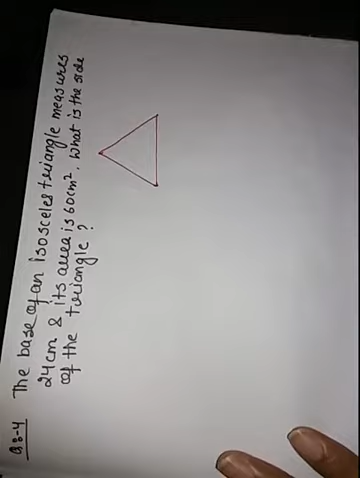 Q:-4 The base of an isosceles triangle measures
24cm & its area is 60cm². What is the side
of the triangle ?